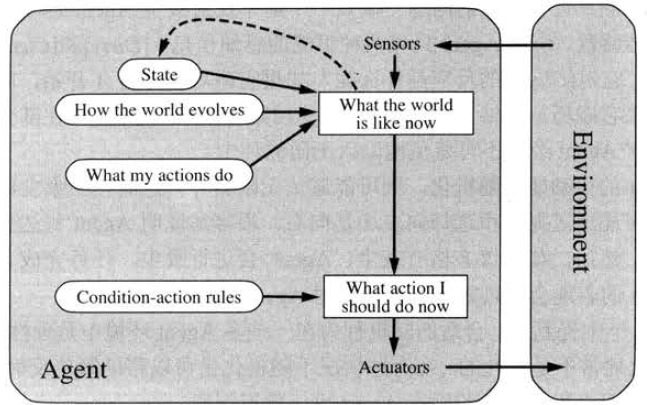 Sensors
State
How the world evolves
What the world
is like now
What my actions do
Environment
Condition-action rules
What action I
should do now
Agent
Actuators